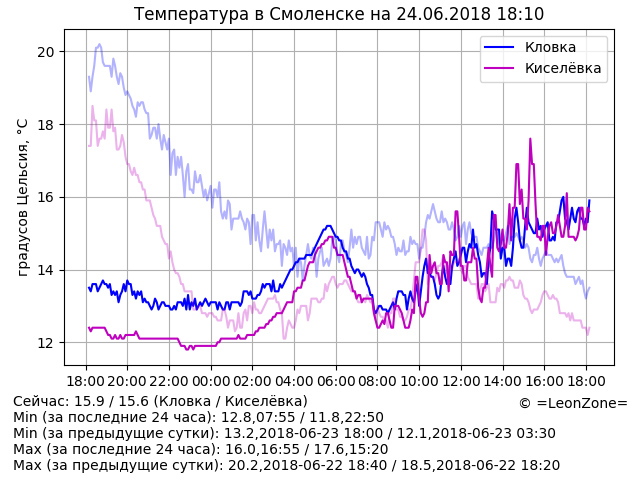 Температура в Смоленске на 24.06.2018 18:10
Кловка
Киселёвка
градусов Цельсия, °C
20
18
16
14
12
18:00 20:00 22:00 00:00 02:00 04:00 06:00 08:00 10:00 12:00 14:00 16:00 18:00
Сейчас: 15.9 / 15.6 (Кловка / Киселёвка)
© =LeonZone=
Min (за последние 24 часа): 12.8,07:55 / 11.8,22:50
Min (за предыдущие сутки): 13.2,2018-06-23 18:00 / 12.1,2018-06-23 03:30
Max (за последние 24 часа): 16.0,16:55 / 17.6,15:20
Max (за предыдущие сутки): 20.2,2018-06-22 18:40 / 18.5,2018-06-22 18:20